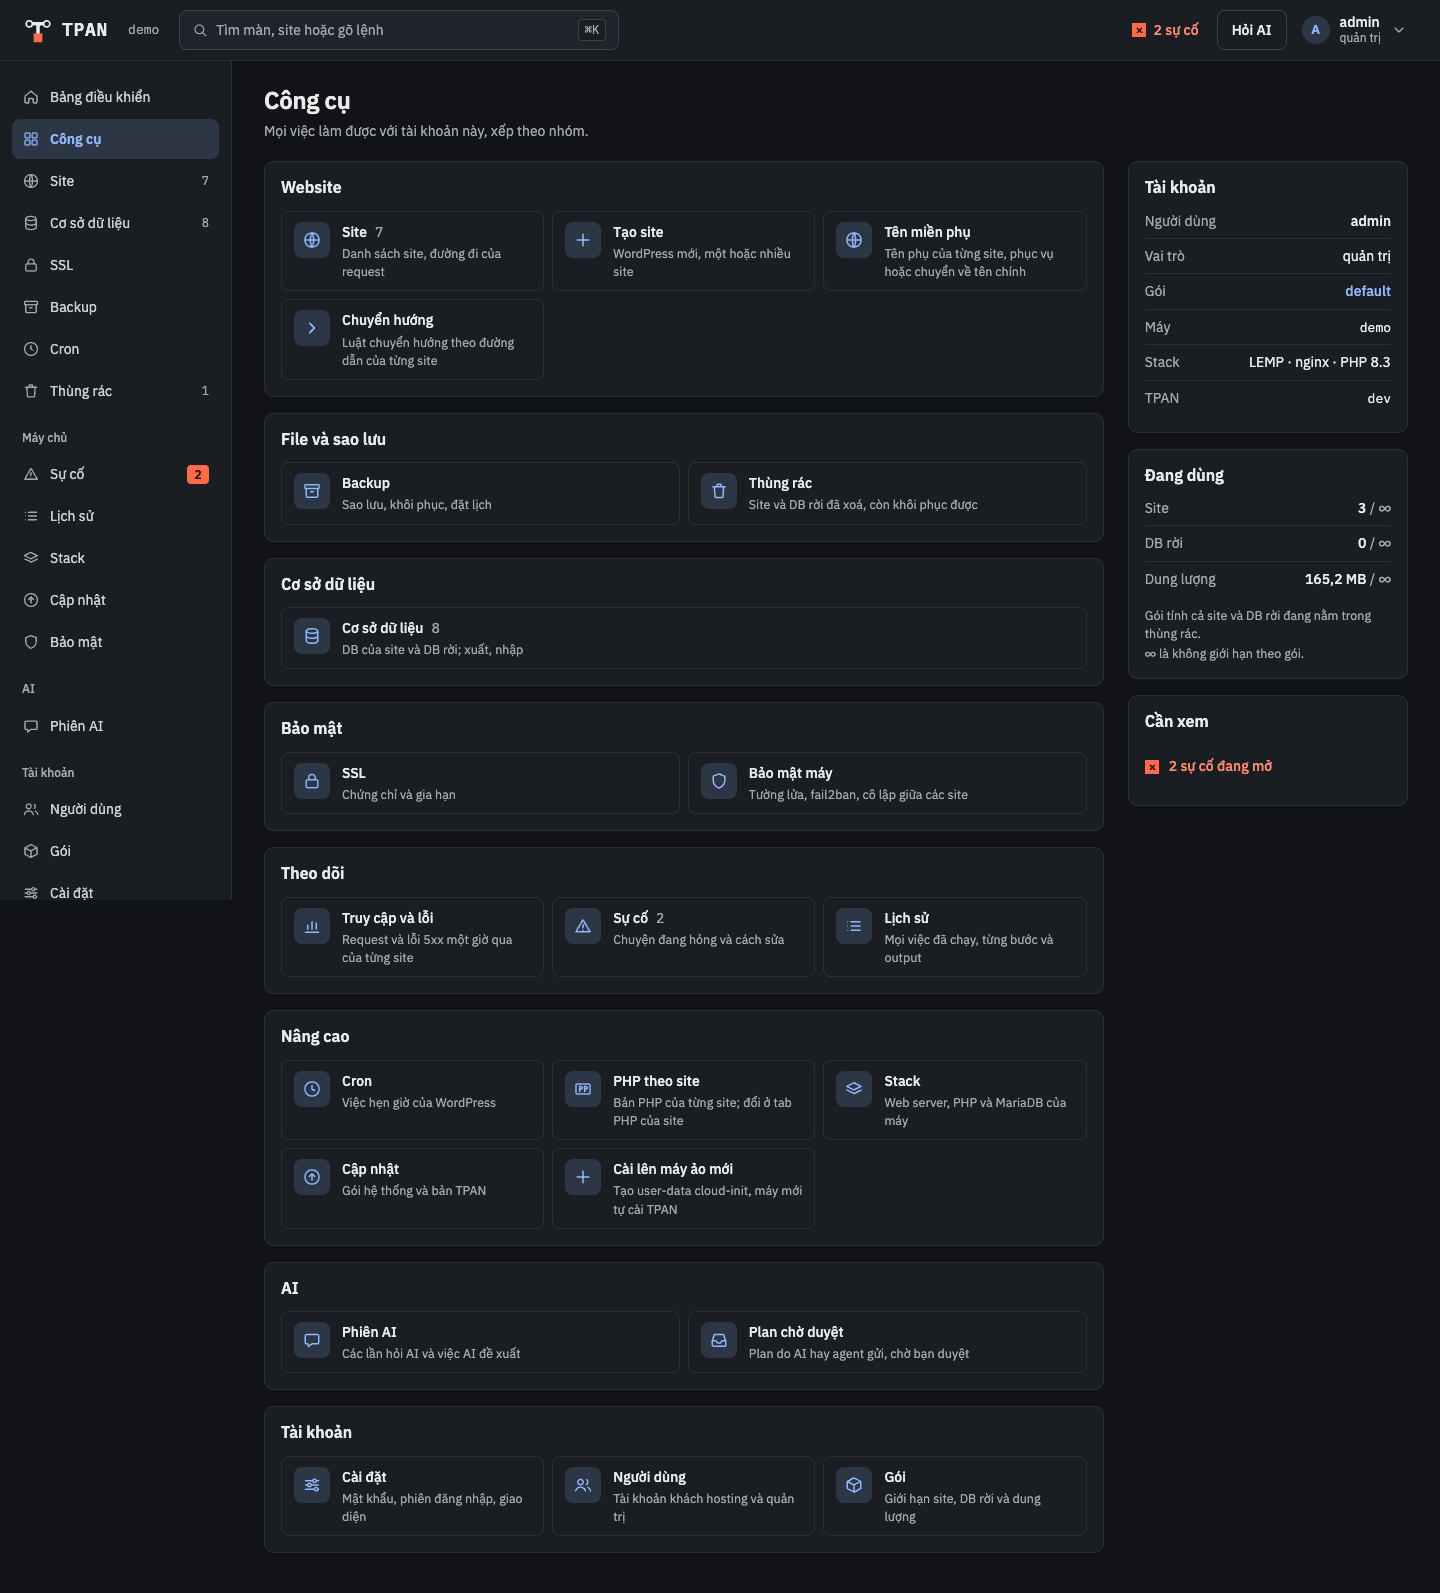 TPAN
demo
Tìm màn, site hoặc gõ lệnh
⌘K
2 sự cố
Hỏi AI
A
admin
quản trị
Bảng điều khiển
Công cụ
Site 7
Cơ sở dữ liệu 8
SSL
Backup
Cron
Thùng rác 1
Máy chủ
Sự cố 2
Lịch sử
Stack
Cập nhật
Bảo mật
AI
Phiên AI
Tài khoản
Người dùng
Gói
Cài đặt
Công cụ
Mọi việc làm được với tài khoản này, xếp theo nhóm.
Website
Site 7
Danh sách site, đường đi của
request
Tạo site
WordPress mới, một hoặc nhiều
site
Tên miền phụ
Tên phụ của từng site, phục vụ
hoặc chuyển về tên chính
Chuyển hướng
Luật chuyển hướng theo đường
dẫn của từng site
File và sao lưu
Backup
Sao lưu, khôi phục, đặt lịch
Thùng rác
Site và DB rời đã xoá, còn khôi phục được
Cơ sở dữ liệu
Cơ sở dữ liệu 8
DB của site và DB rời; xuất, nhập
Bảo mật
SSL
Chứng chỉ và gia hạn
Bảo mật máy
Tường lửa, fail2ban, cô lập giữa các site
Theo dõi
Truy cập và lỗi
Request và lỗi 5xx một giờ qua
của từng site
Sự cố 2
Chuyện đang hỏng và cách sửa
Lịch sử
Mọi việc đã chạy, từng bước và
output
Nâng cao
Cron
Việc hẹn giờ của WordPress
PHP theo site
Bản PHP của từng site; đổi ở tab
PHP của site
Stack
Web server, PHP và MariaDB của
máy
Cập nhật
Gói hệ thống và bản TPAN
Cài lên máy ảo mới
Tạo user-data cloud-init, máy mới
tự cài TPAN
AI
Phiên AI
Các lần hỏi AI và việc AI đề xuất
Plan chờ duyệt
Plan do AI hay agent gửi, chờ bạn duyệt
Tài khoản
Cài đặt
Mật khẩu, phiên đăng nhập, giao
diện
Người dùng
Tài khoản khách hosting và quản
trị
Gói
Giới hạn site, DB rời và dung
lượng
Tài khoản
Người dùng admin
Vai trò quản trị
Gói default
Máy demo
Stack LEMP · nginx · PHP 8.3
TPAN dev
Đang dùng
Site 3 / ∞
DB rời 0 / ∞
Dung lượng 165,2 MB / ∞
Gói tính cả site và DB rời đang nằm trong
thùng rác.
∞ là không giới hạn theo gói.
Cần xem
2 sự cố đang mở